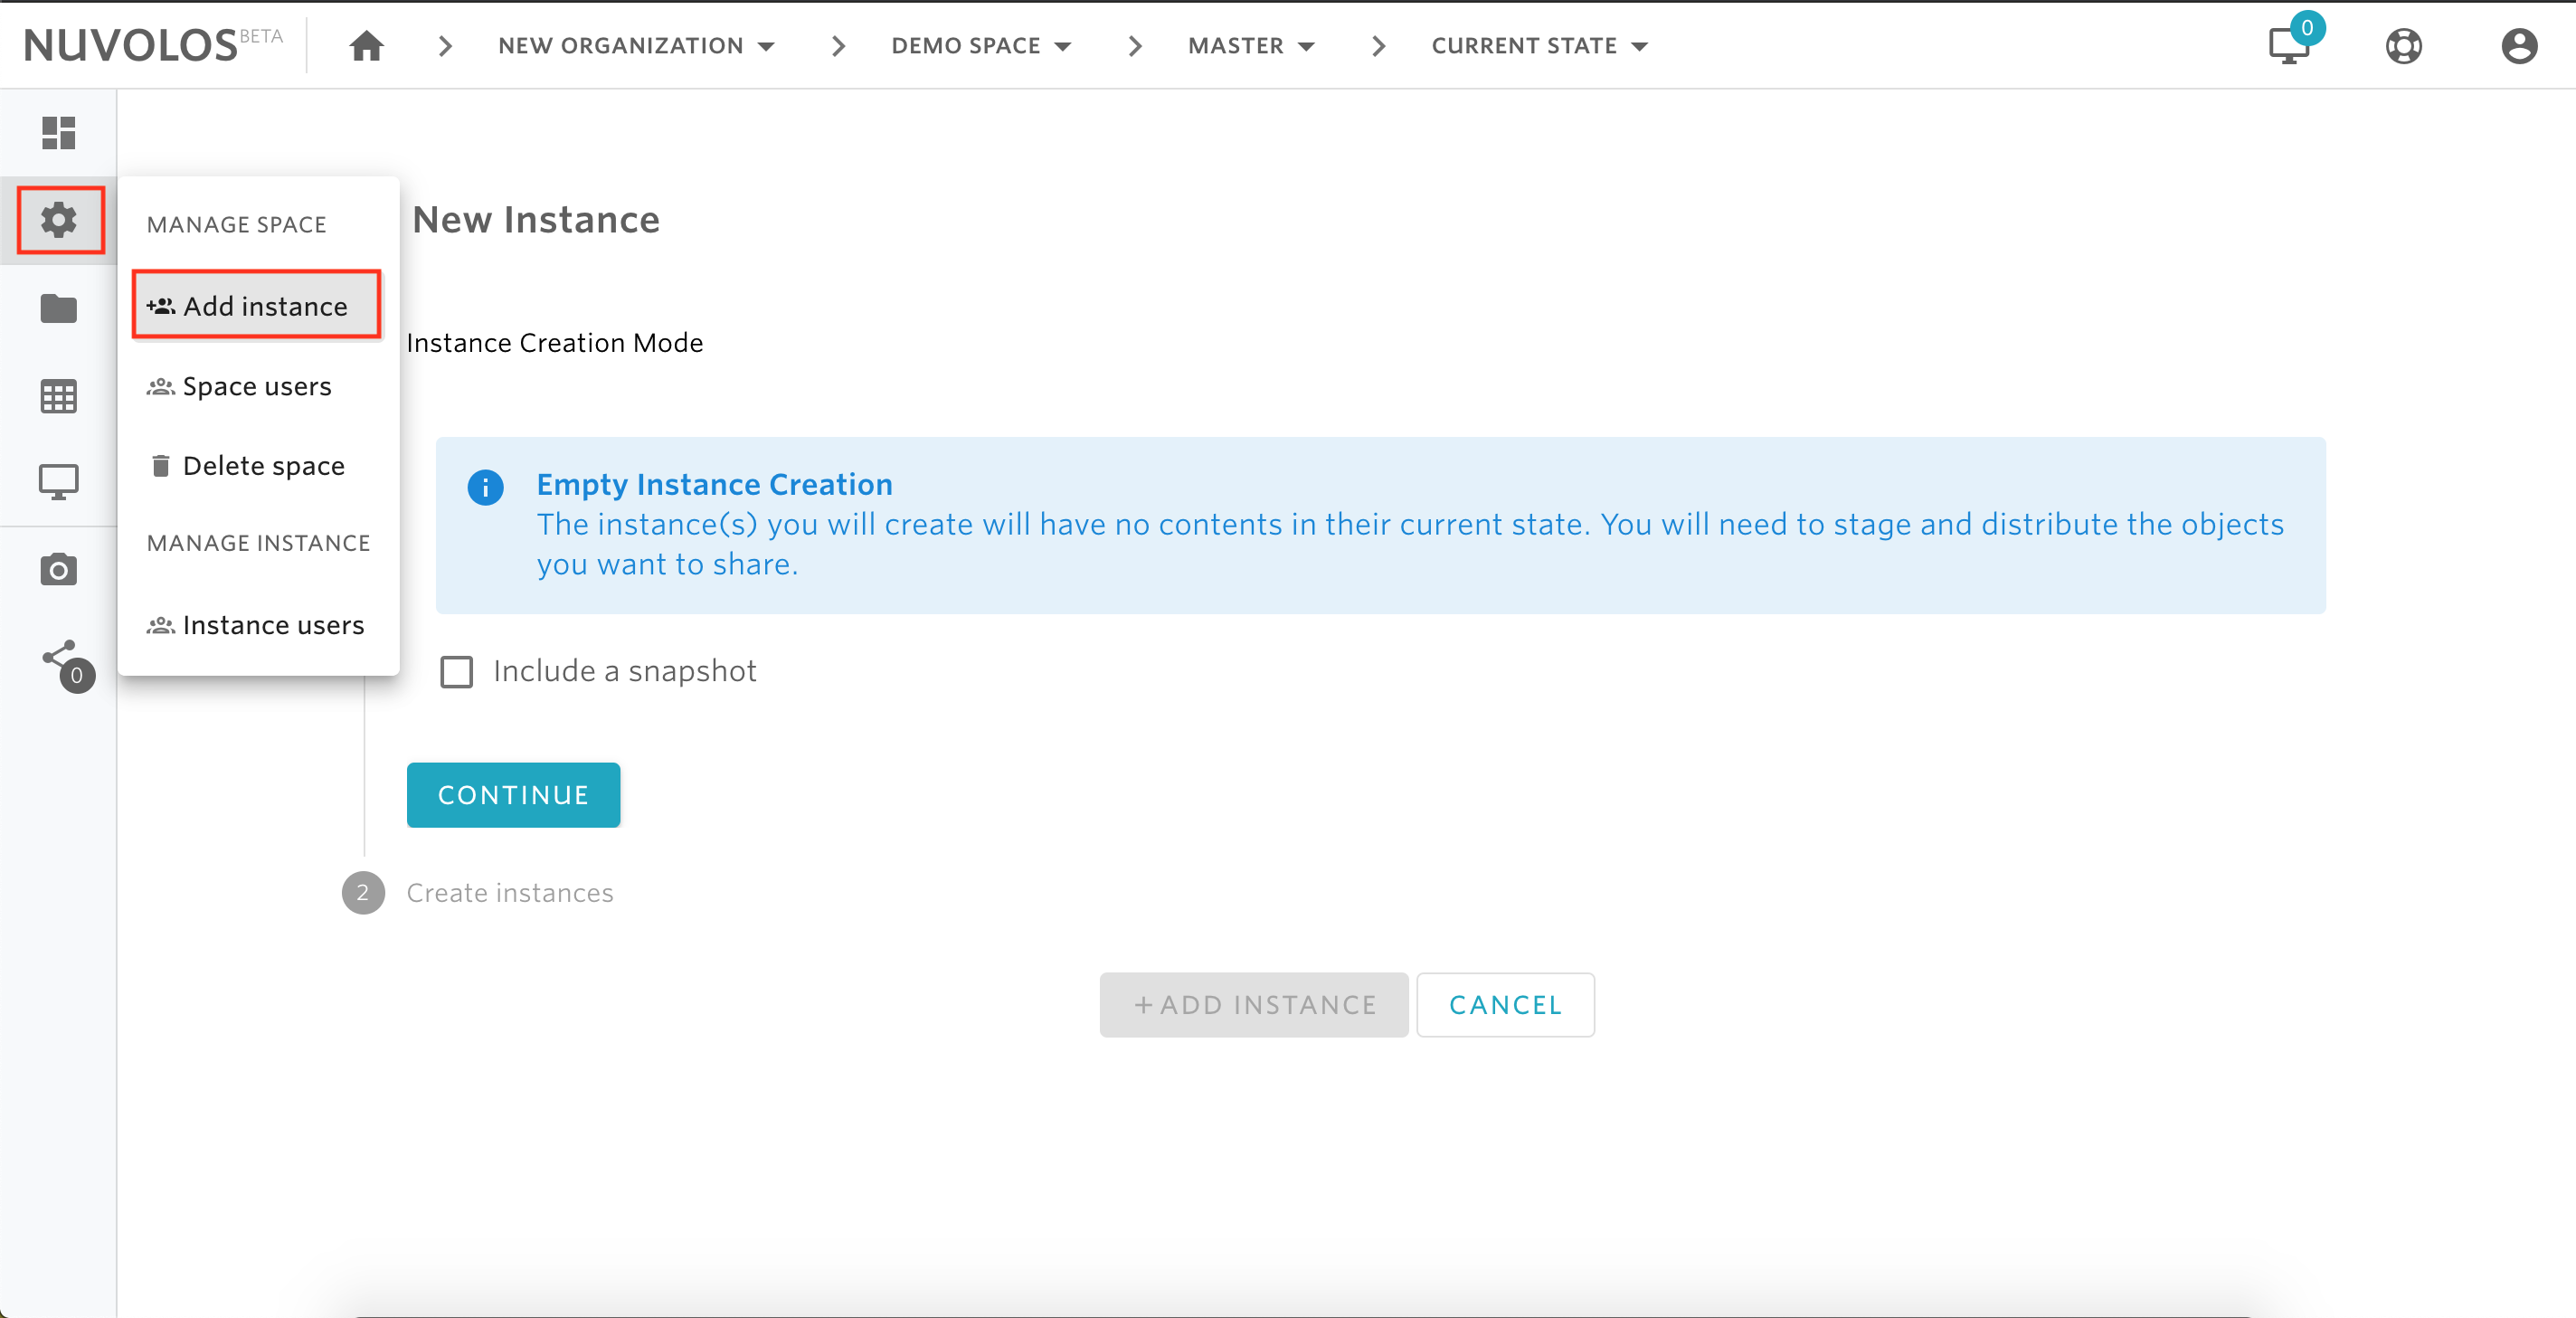 NUVOLOS BETA
NEW ORGANIZATION
DEMO SPACE
MASTER
CURRENT STATE
0
MANAGE SPACE
Add instance
Space users
Delete space
MANAGE INSTANCE
Instance users
0
New Instance
Instance Creation Mode
Empty Instance Creation
The instance(s) you will create will have no contents in their current state. You will need to stage and distribute the objects
you want to share.
Include a snapshot
CONTINUE
2 Create instances
+ ADD INSTANCE
CANCEL